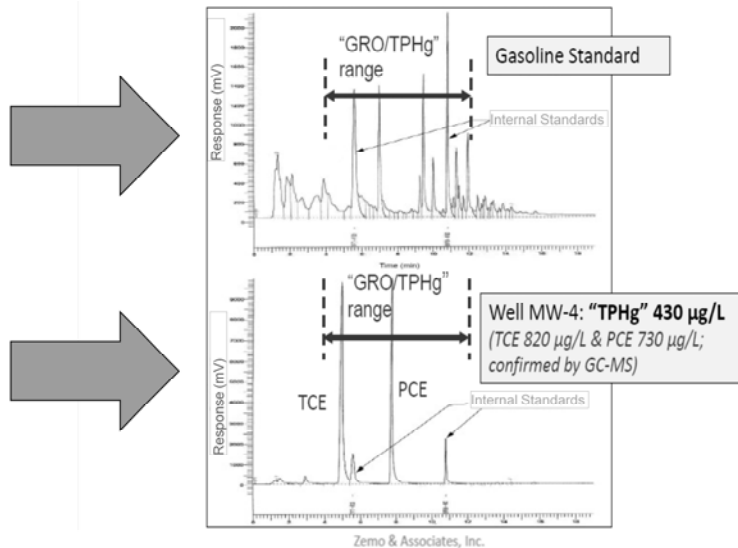 “GRO/TPHg”
range
Gasoline Standard
Response (mV)
Internal Standards
Time (min)
“GRO/TPHg”
range
Well MW-4: “TPHg” 430 µg/L
(TCE 820 µg/L & PCE 730 µg/L;
confirmed by GC-MS)
TCE
PCE
Response (mV)
Internal Standards
Zemo & Associates, Inc.